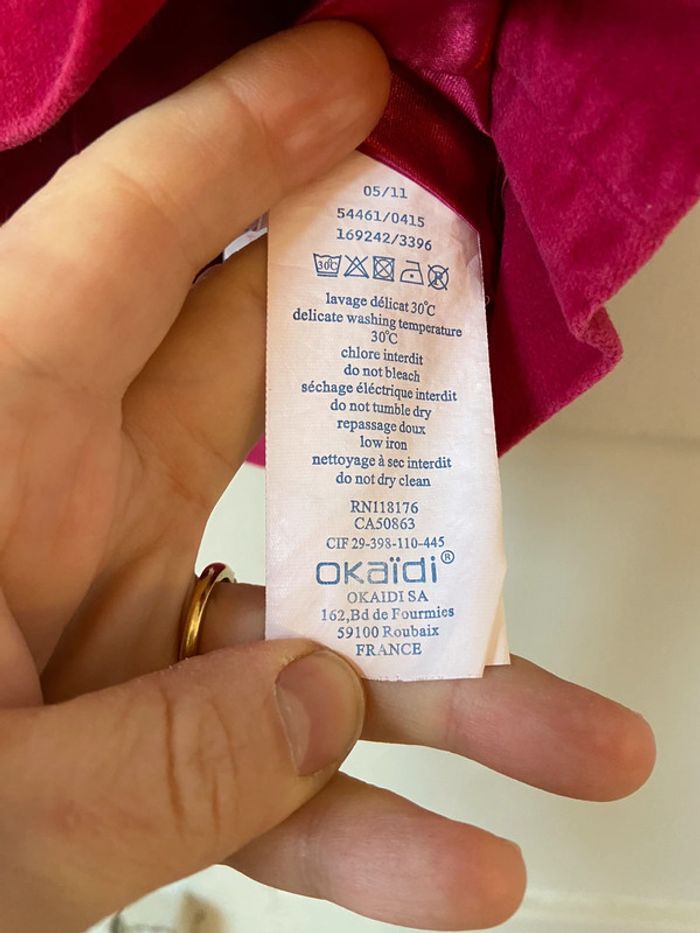 05/11
54461/0415
169242/3396
30C
lavage délicat 30°C
delicate washing temperature
30°C
chlore interdit
do not bleach
séchage éléctrique interdit
do not tumble dry
repassage doux
low iron
nettoyage à sec interdit
do not dry clean
RN118176
CA50863
CIF 29-398-110-445
okaïdi®
OKAIDI SA
162,Bd de Fourmies
59100 Roubaix
FRANCE